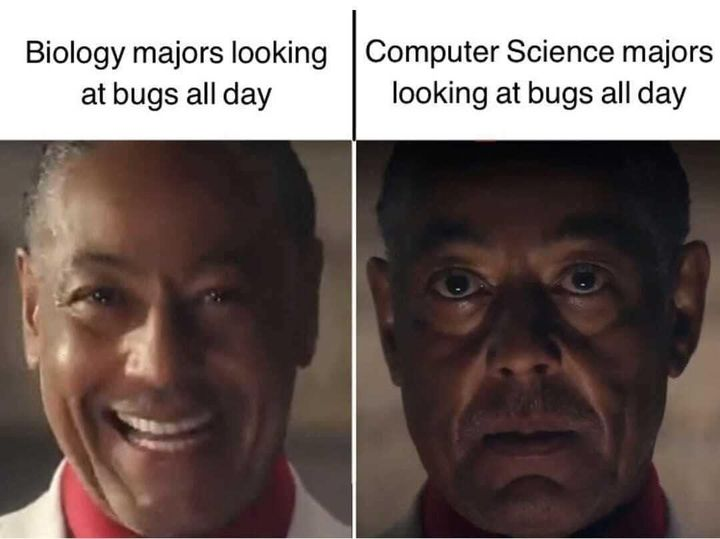 Biology majors looking
at bugs all day
Computer Science majors
looking at bugs all day